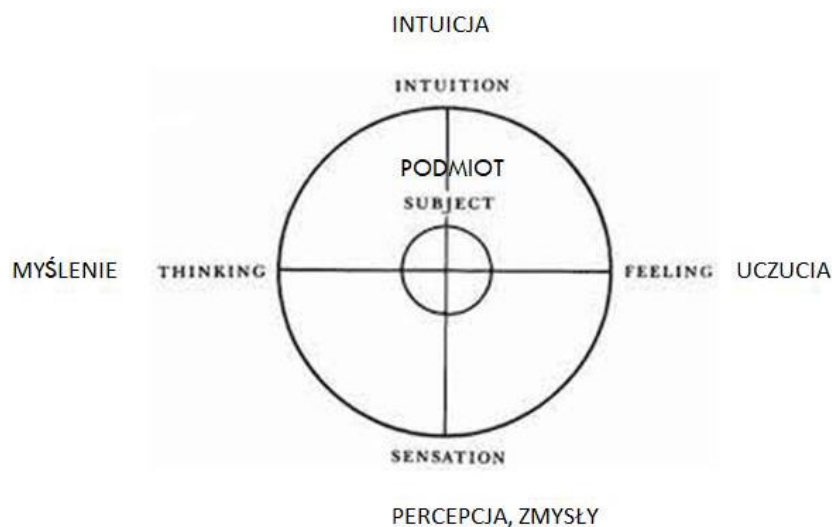 INTUICJA
INTUITION
PODMIOT
SUBJECT
MYŚLENIE THINKING FEELING UCZUCIA
SENSATION
PERCEPCJA, ZMYSŁY